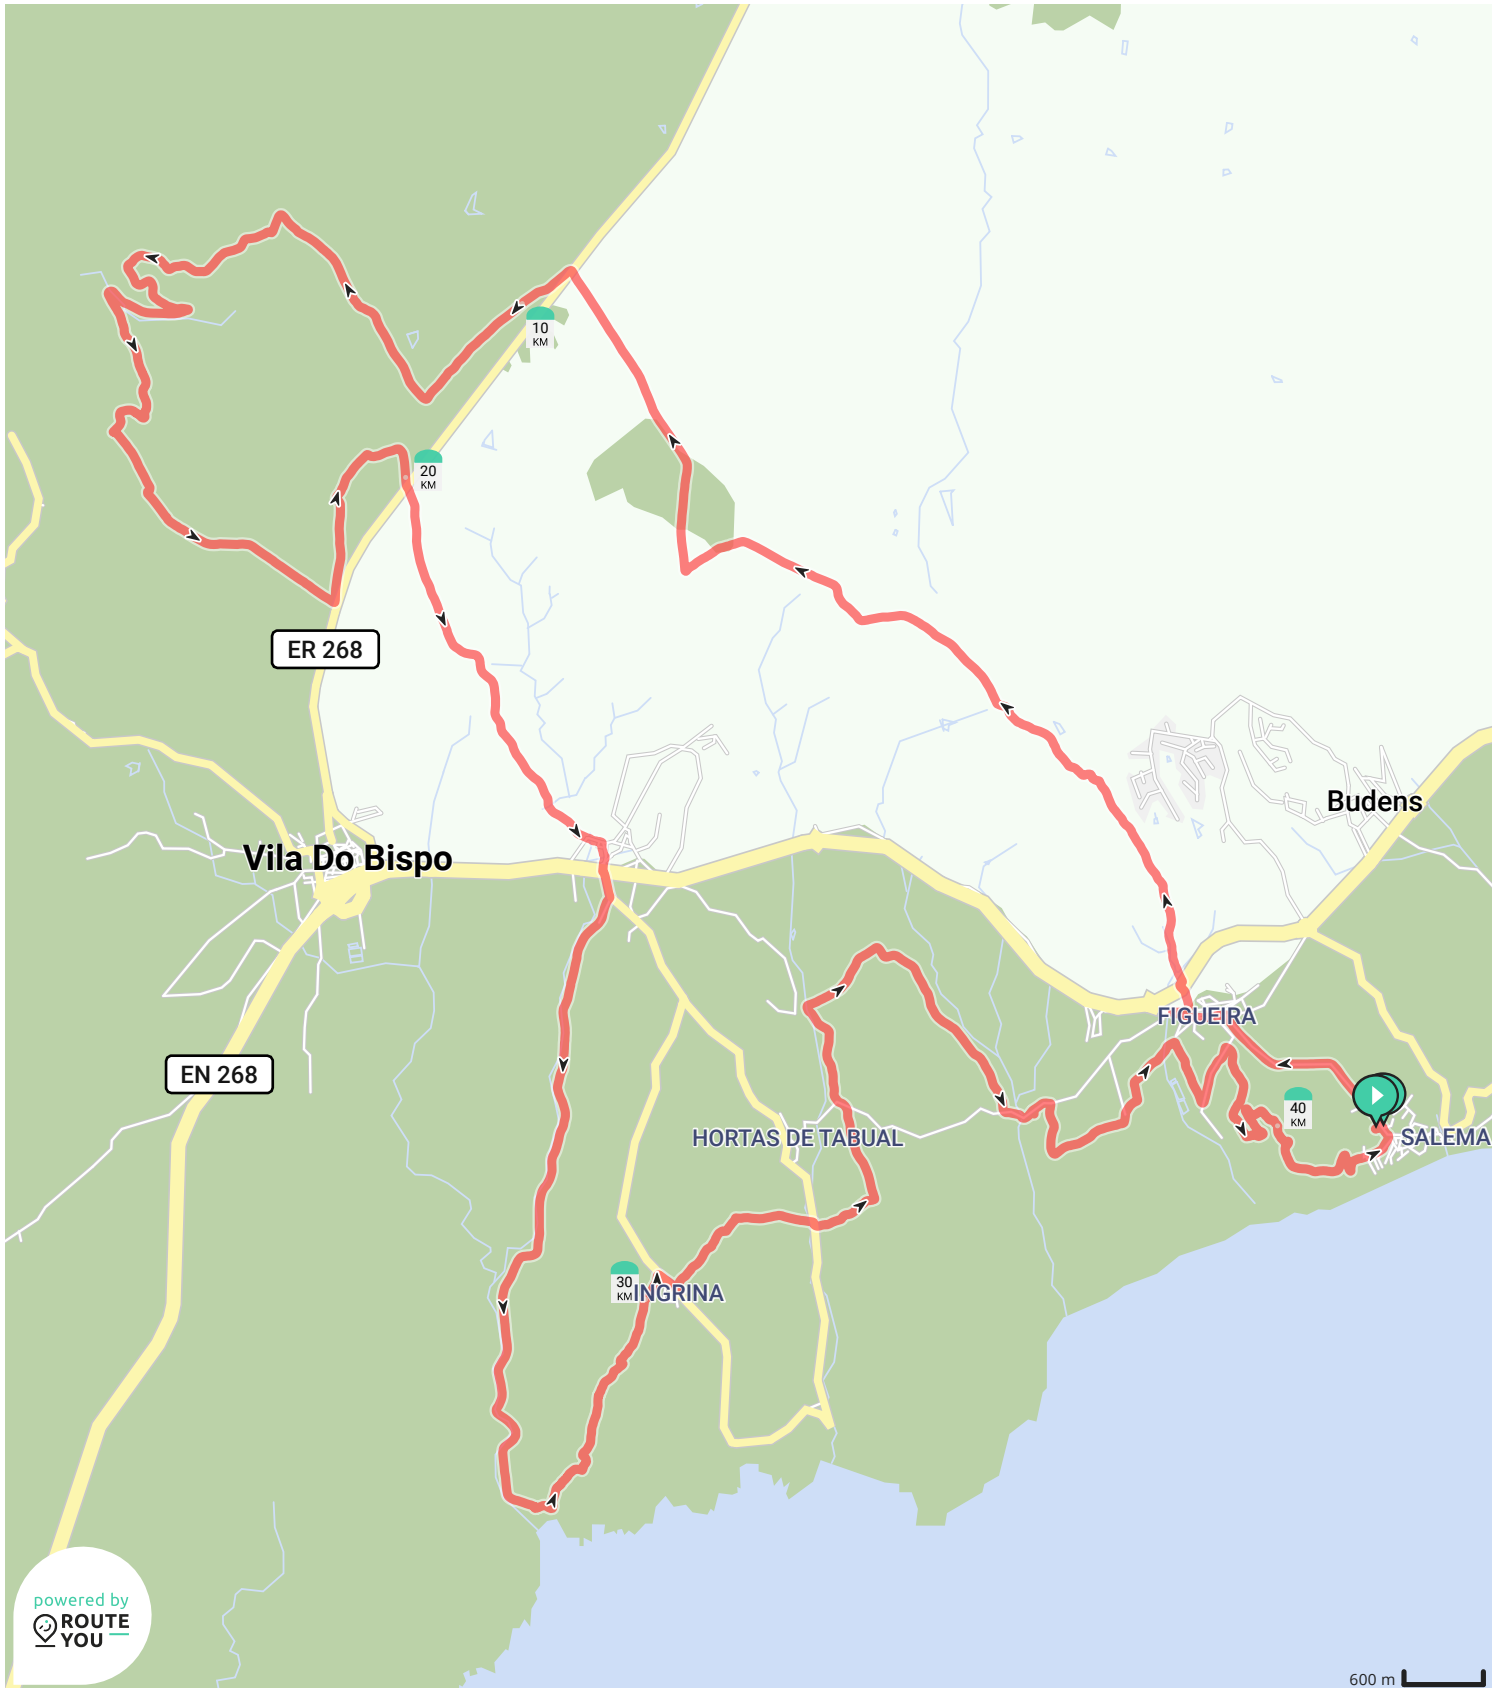 10
KM
20
KM
ER 268
Budens
Vila Do Bispo
FIGUEIRA
EN 268
40
KM
HORTAS DE TABUAL
SALEMA
30
KM
INGRINA
powered by
ROUTE
YOU
600 m